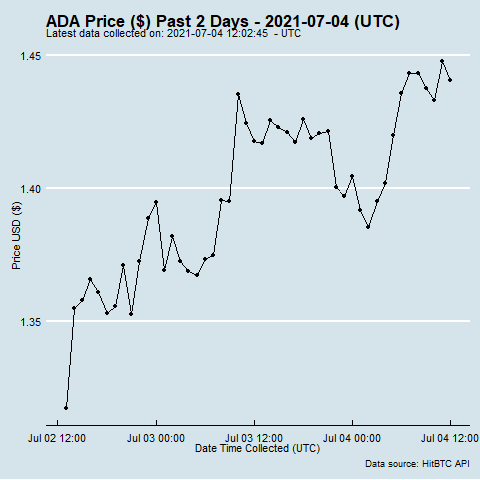 ADA Price ($) Past 2 Days - 2021-07-04 (UTC)
Latest data collected on: 2021-07-04 12:02:45  - UTC
1.45
1.40
1.35
Price USD ($)
Jul 02 12:00 Jul 03 00:00 Jul 03 12:00 Jul 04 00:00 Jul 04 12:00
Date Time Collected (UTC)
Data source: HitBTC API